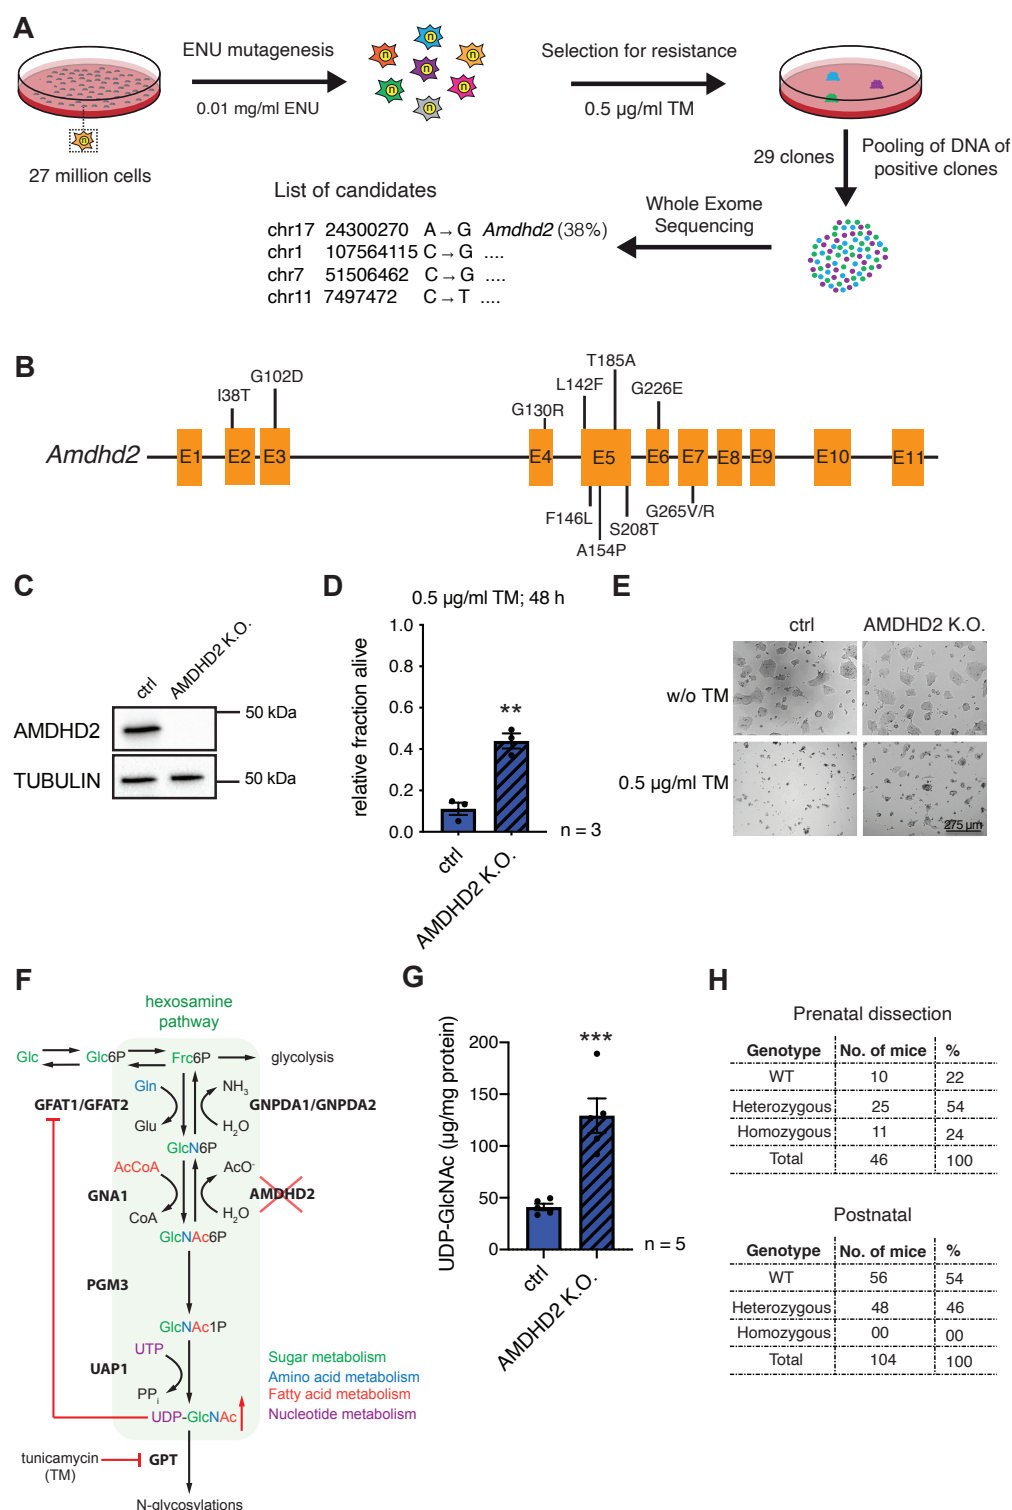 A
ENU mutagenesis
0.01 mg/ml ENU
n
n
n
n
n
n
n
n
27 million cells
Selection for resistance
0.5 µg/ml TM
29 clones
Pooling of DNA of
positive clones
Whole Exome
Sequencing
List of candidates
chr17 24300270 A→G Amdhd2 (38%)
chr1 107564115 C→G ....
chr7 51506462 C→G ....
chr11 7497472 C→T ....
B
I38T
G102D
G130R
L142F
T185A
G226E
Amdhd2
E1
E2
E3
E4
E5
E6
E7
E8
E9
E10
E11
F146L
A154P
S208T
G265V/R
C
ctrl
AMDHD2 K.O.
AMDHD2
50 kDa
TUBULIN
50 kDa
D
0.5 µg/ml TM; 48 h
relative fraction alive
1.0
0.8
0.6
0.4
0.2
0.0
**
ctrl
AMDHD2 K.O.
n = 3
E
ctrl
AMDHD2 K.O.
w/o TM
0.5 µg/ml TM
275 µm
F
hexosamine
pathway
Glc
Glc6P
Frc6P
glycolysis
Gln
NH3
GFAT1/GFAT2
GNPDA1/GNPDA2
Glu
H2O
GlcN6P
AcCoA
AcO-
GNA1
AMDHD2
CoA
H2O
GlcNAc6P
PGM3
GlcNAc1P
UTP
UAP1
PPi
UDP-GlcNAc
Sugar metabolism
Amino acid metabolism
Fatty acid metabolism
Nucleotide metabolism
tunicamycin
(TM)
GPT
N-glycosylations
G
UDP-GlcNAc (µg/mg protein)
200
150
100
50
0
***
ctrl
AMDHD2 K.O.
n = 5
H
Prenatal dissection
Genotype No. of mice %
WT 10 22
Heterozygous 25 54
Homozygous 11 24
Total 46 100
Postnatal
Genotype No. of mice %
WT 56 54
Heterozygous 48 46
Homozygous 00 00
Total 104 100